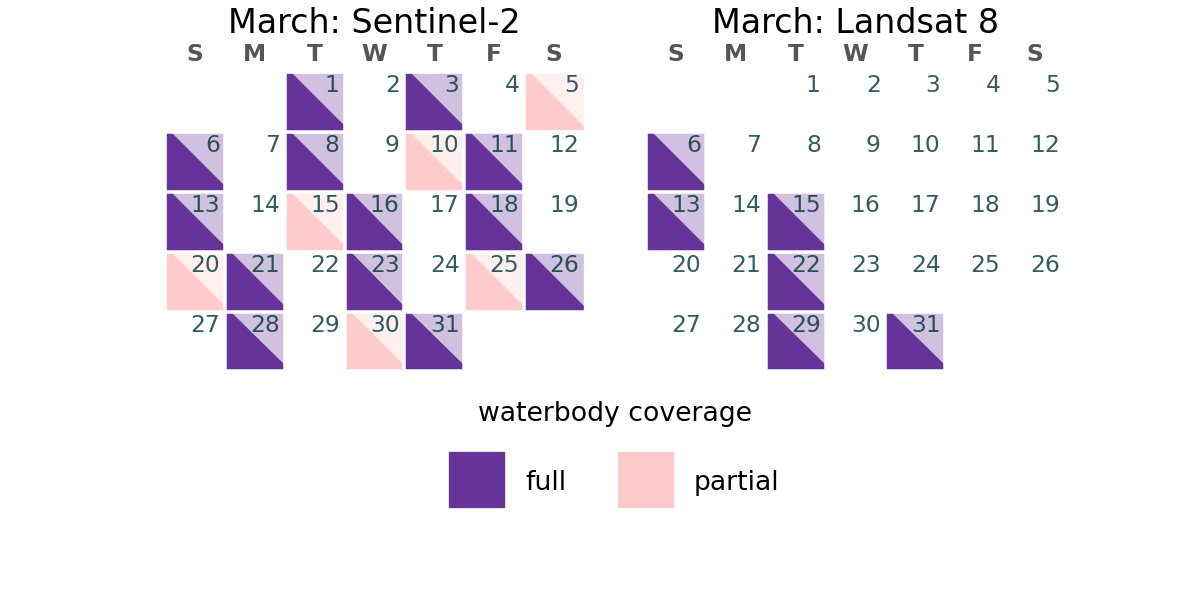 March: Sentinel-2
S M T W T F S
1 2 3 4 5
6 7 8 9 10 11 12
13 14 15 16 17 18 19
20 21 22 23 24 25 26
27 28 29 30 31
March: Landsat 8
S M T W T F S
1 2 3 4 5
6 7 8 9 10 11 12
13 14 15 16 17 18 19
20 21 22 23 24 25 26
27 28 29 30 31
waterbody coverage
full
partial